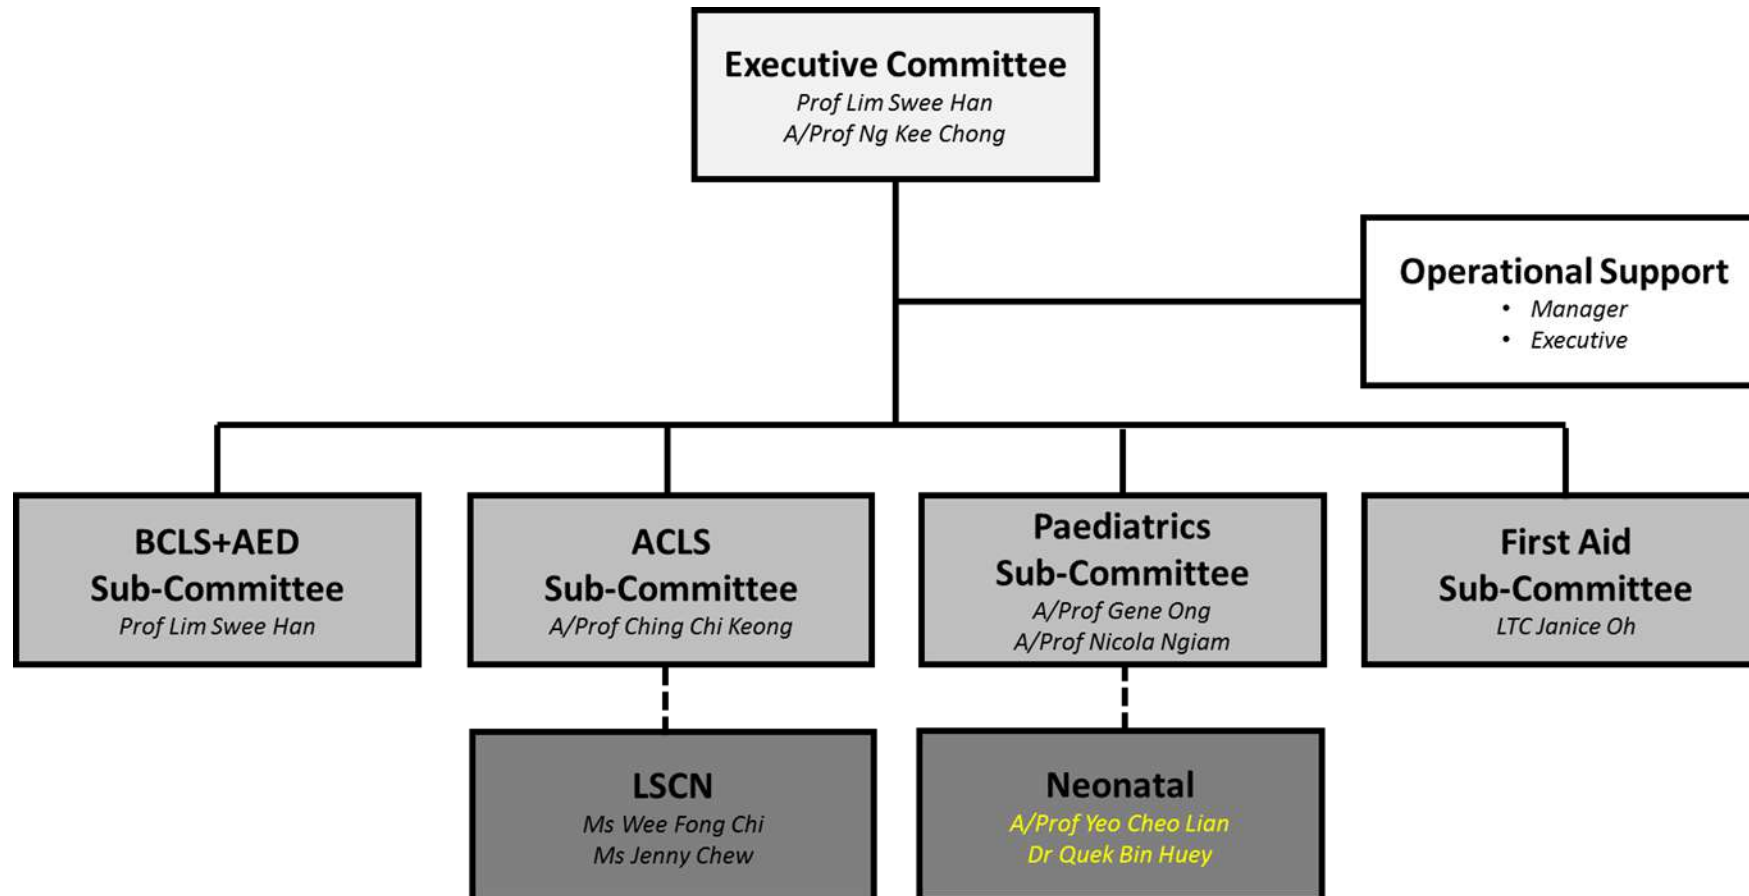 Executive Committee
Prof Lim Swee Han
A/Prof Ng Kee Chong
Operational Support
• Manager
• Executive
BCLS+AED
Sub-Committee
Prof Lim Swee Han
ACLS
Sub-Committee
A/Prof Ching Chi Keong
Paediatrics
Sub-Committee
A/Prof Gene Ong
A/Prof Nicola Ngiam
First Aid
Sub-Committee
LTC Janice Oh
LSCN
Ms Wee Fong Chi
Ms Jenny Chew
Neonatal
A/Prof Yeo Cheo Lian
Dr Quek Bin Huey